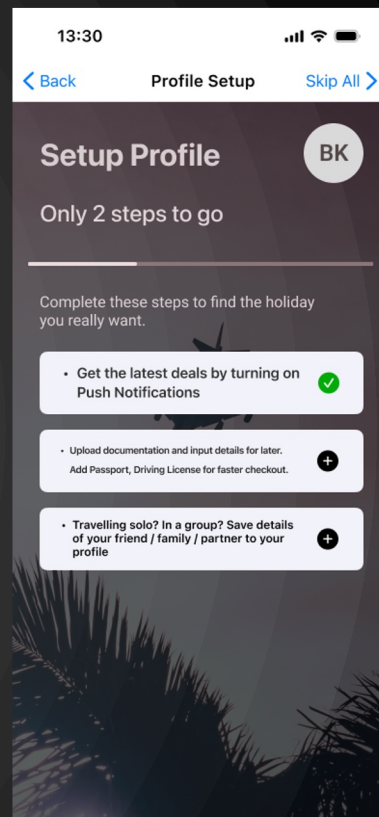 13:30
Back Profile Setup Skip All
Setup Profile
BK
Only 2 steps to go
Complete these steps to find the holiday
you really want.
• Get the latest deals by turning on
Push Notifications
• Upload documentation and input details for later.
Add Passport, Driving License for faster checkout.
• Travelling solo? In a group? Save details
of your friend / family / partner to your
profile